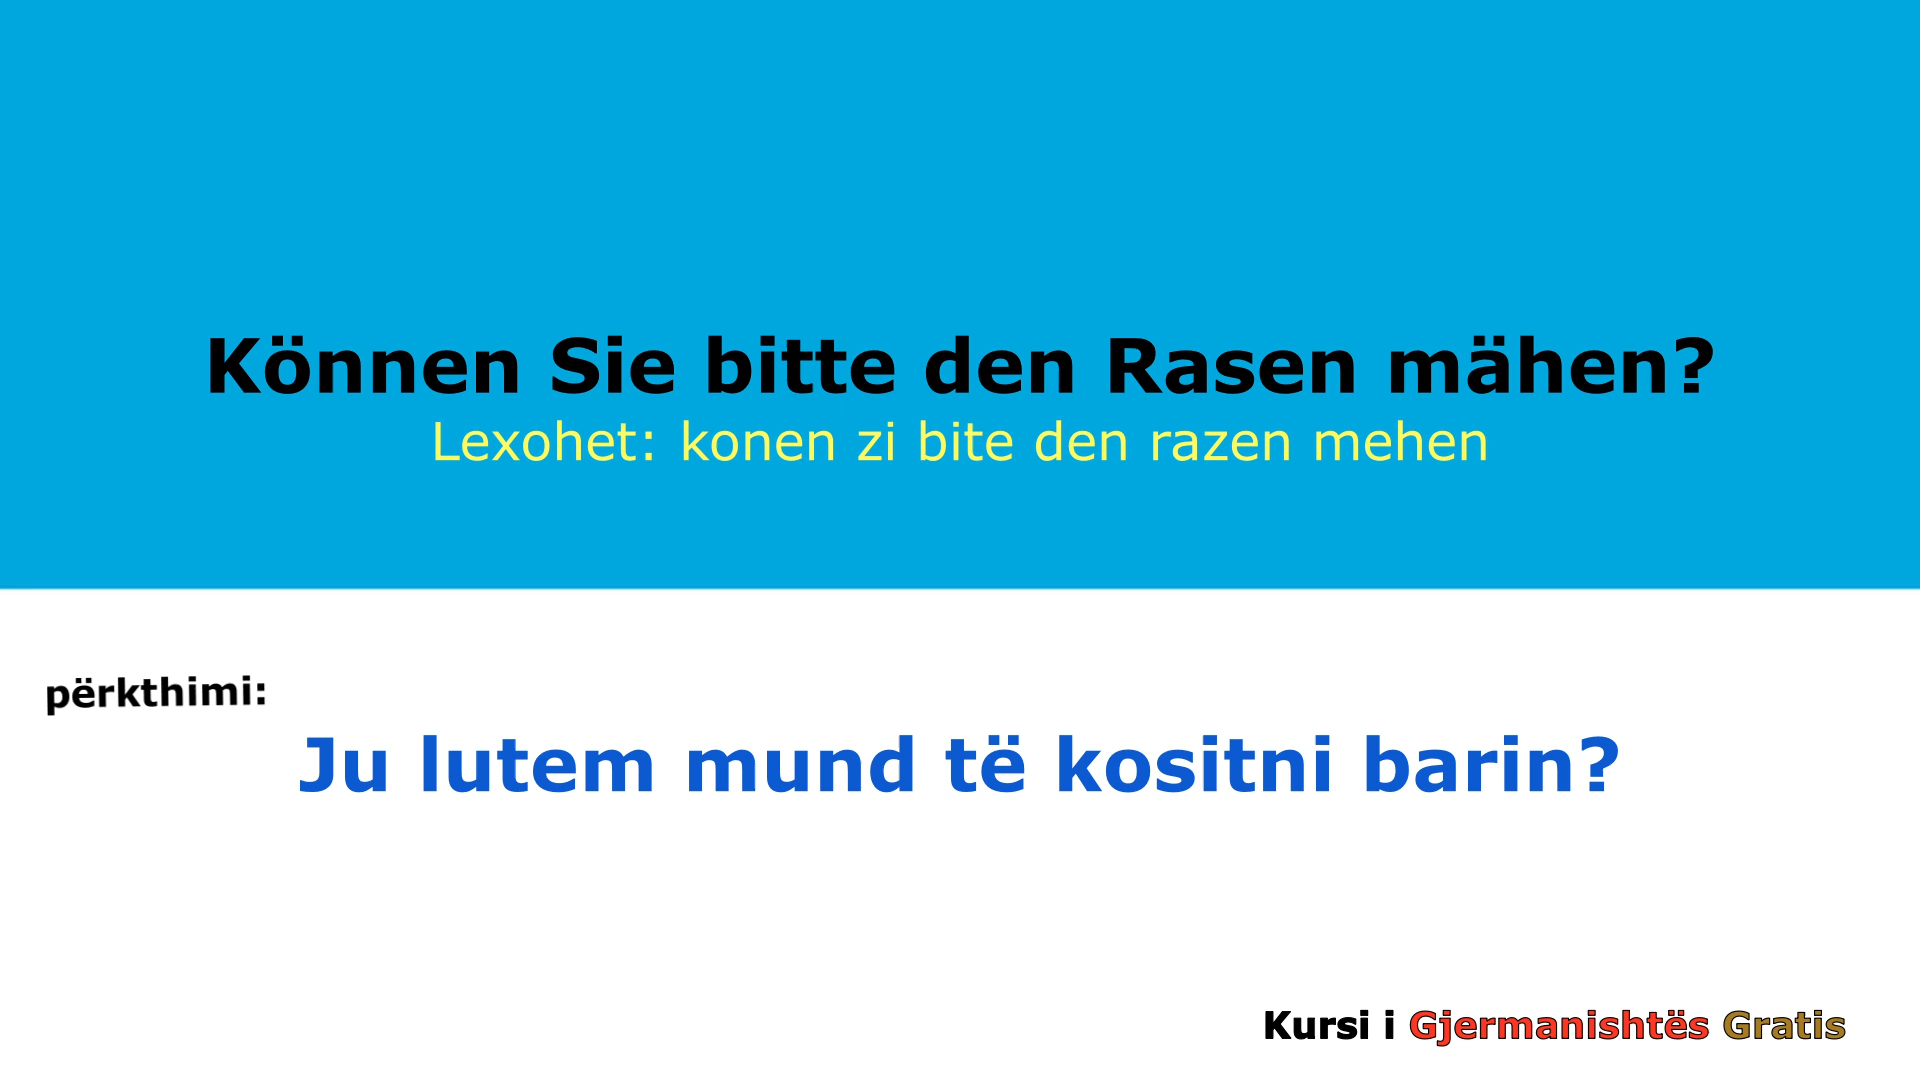 Können Sie bitte den Rasen mähen?
Lexohet: konen zi bite den razen mehen
përkthimi:
Ju lutem mund të kositni barin?
Kursi i Gjermanishtës Gratis